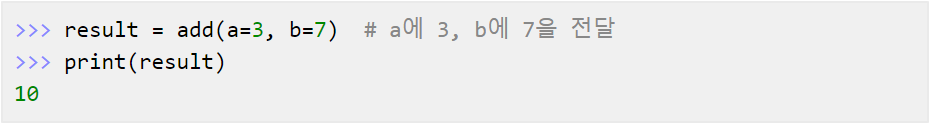 >>> result = add(a=3, b=7)  # a에 3, b에 7을 전달
>>> print(result)
10